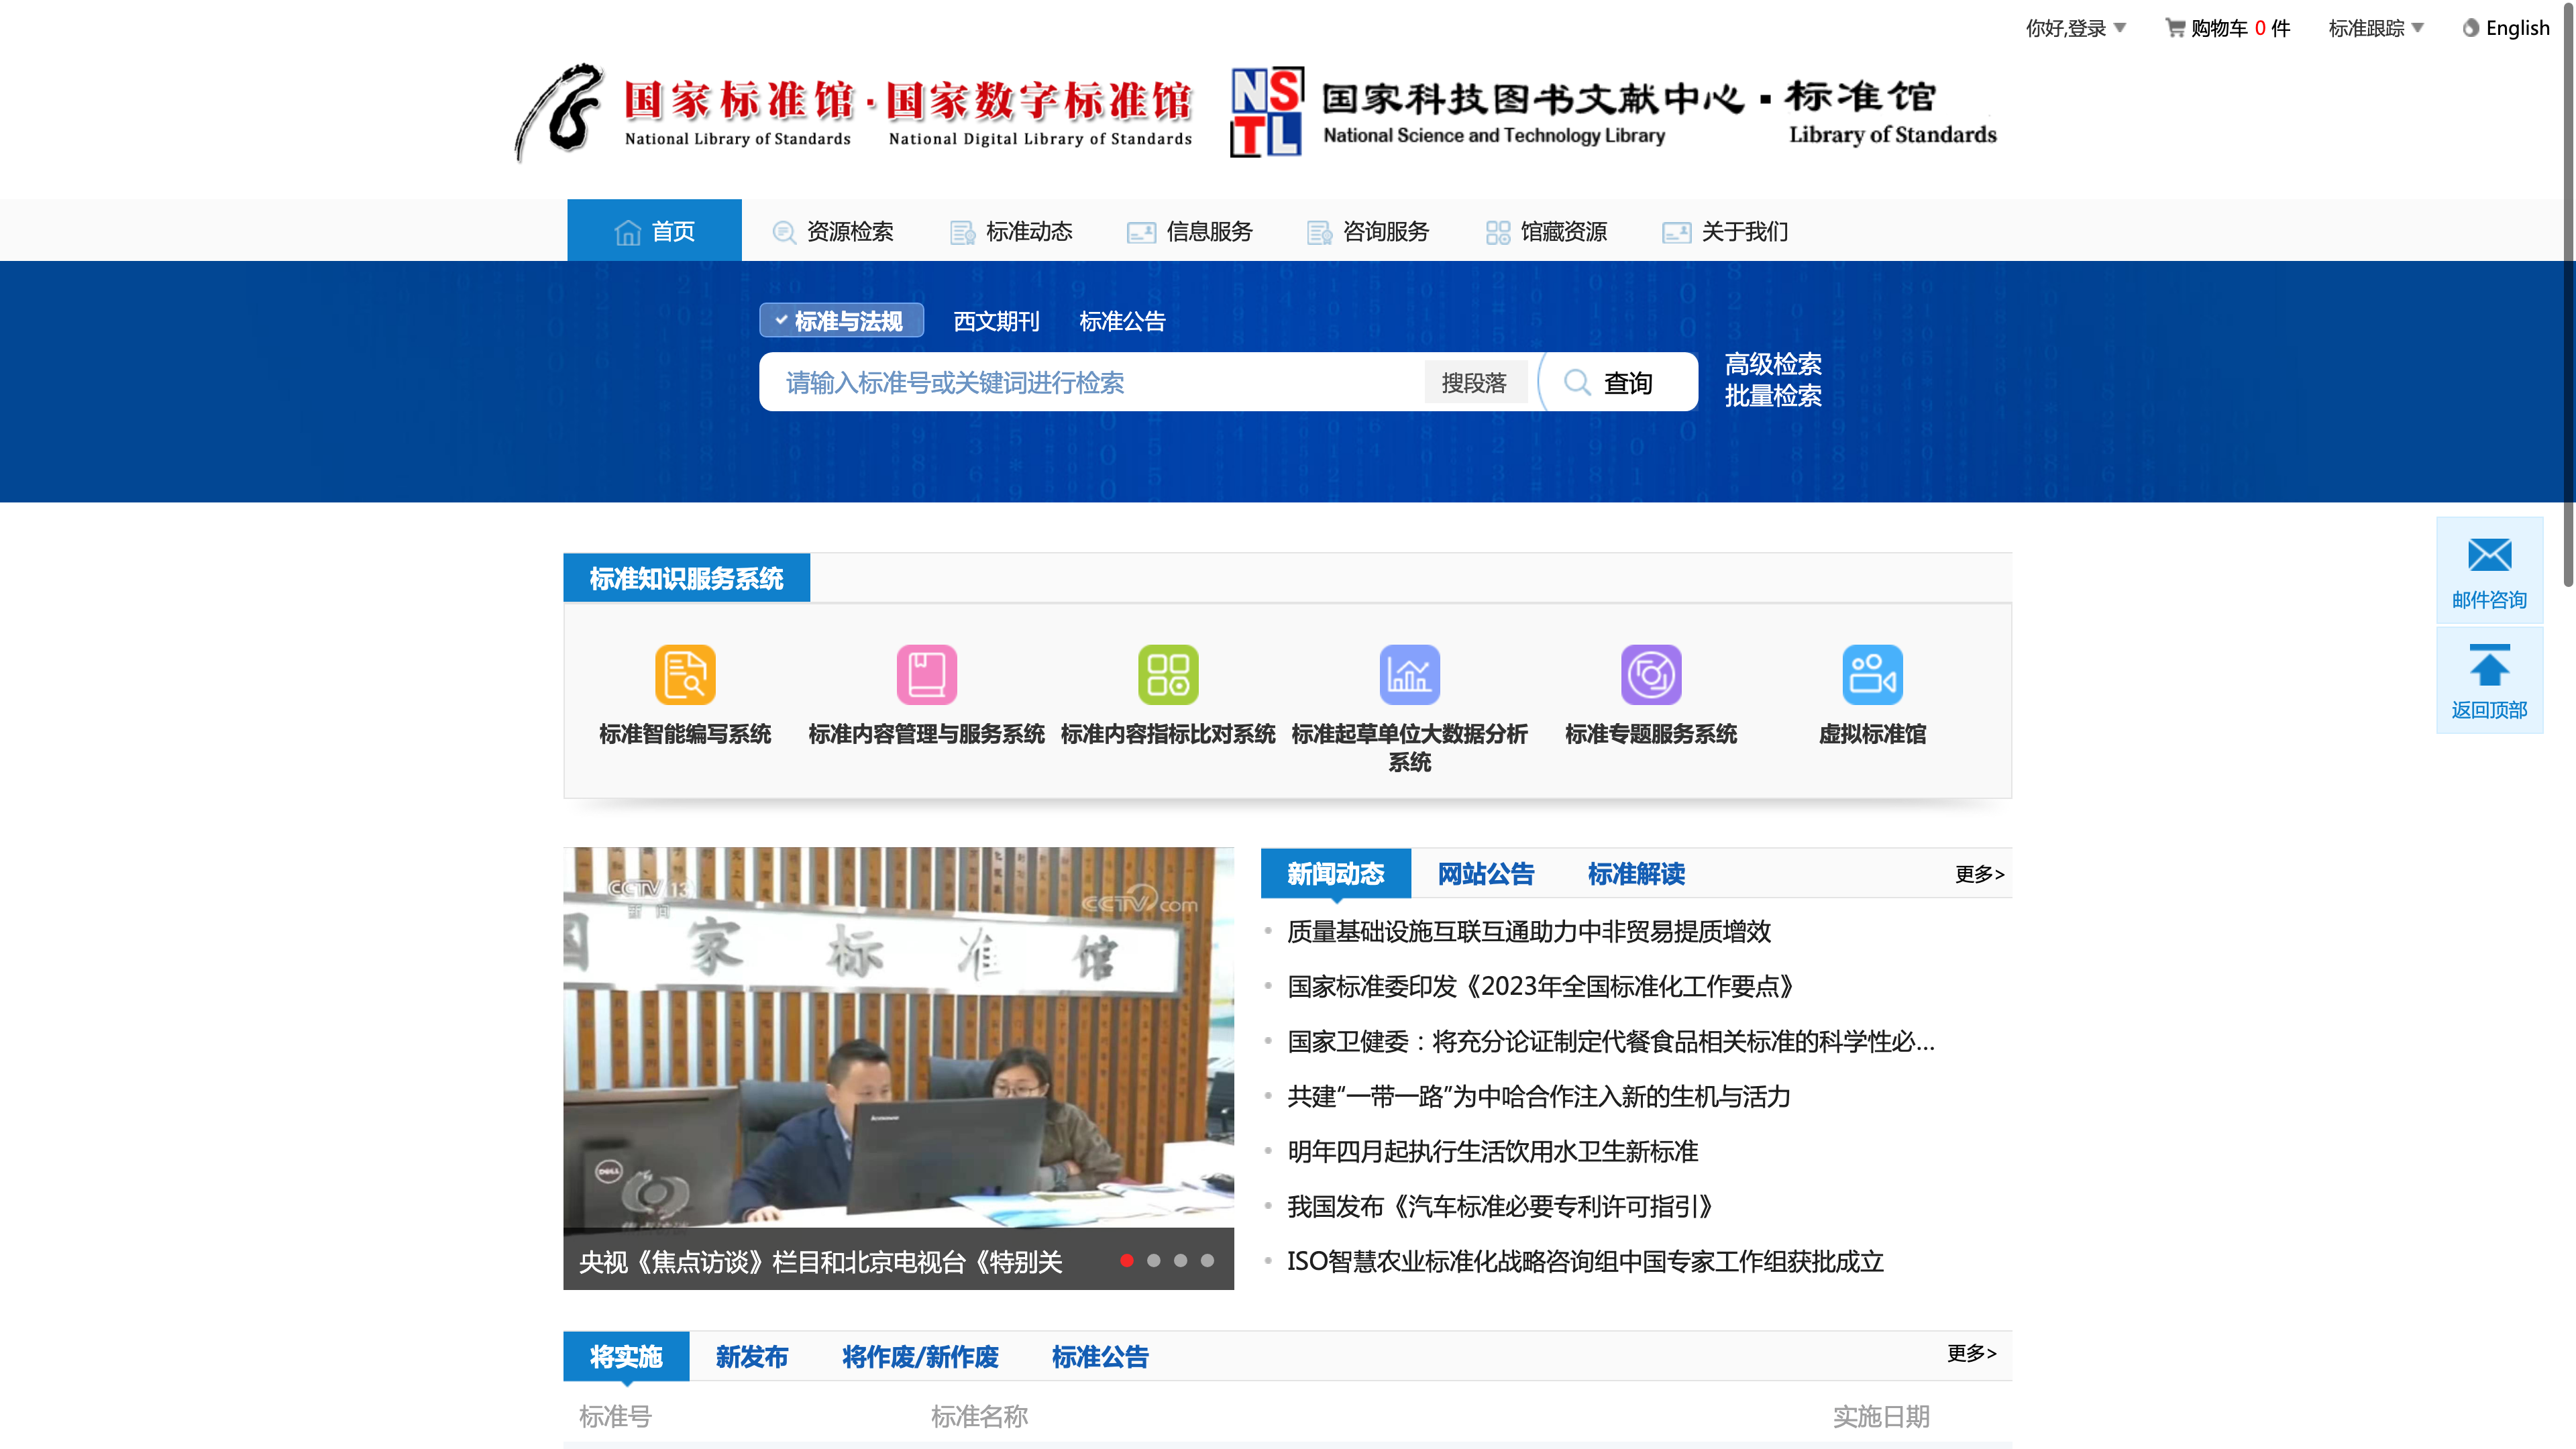 你好,登录 购物车 0 件 标准跟踪 English
国家标准馆·国家数字标准馆
National Library of Standards National Digital Library of Standards
NSTL
国家科技图书文献中心 · 标准馆
National Science and Technology Library Library of Standards
首页 资源检索 标准动态 信息服务 咨询服务 馆藏资源 关于我们
标准与法规 西文期刊 标准公告
请输入标准号或关键词进行检索 搜段落 查询
高级检索
批量检索
邮件咨询
返回顶部
标准知识服务系统
标准智能编写系统
标准内容管理与服务系统
标准内容指标比对系统
标准起草单位大数据分析
系统
标准专题服务系统
虚拟标准馆
CCTV 13
新闻
CCTV.com
国家标准馆
lenovo
DELL
央视《焦点访谈》栏目和北京电视台《特别关
新闻动态 网站公告 标准解读 更多>
质量基础设施互联互通助力中非贸易提质增效
国家标准委印发《2023年全国标准化工作要点》
国家卫健委：将充分论证制定代餐食品相关标准的科学性必...
共建“一带一路”为中哈合作注入新的生机与活力
明年四月起执行生活饮用水卫生新标准
我国发布《汽车标准必要专利许可指引》
ISO智慧农业标准化战略咨询组中国专家工作组获批成立
将实施 新发布 将作废/新作废 标准公告 更多>
标准号 标准名称 实施日期